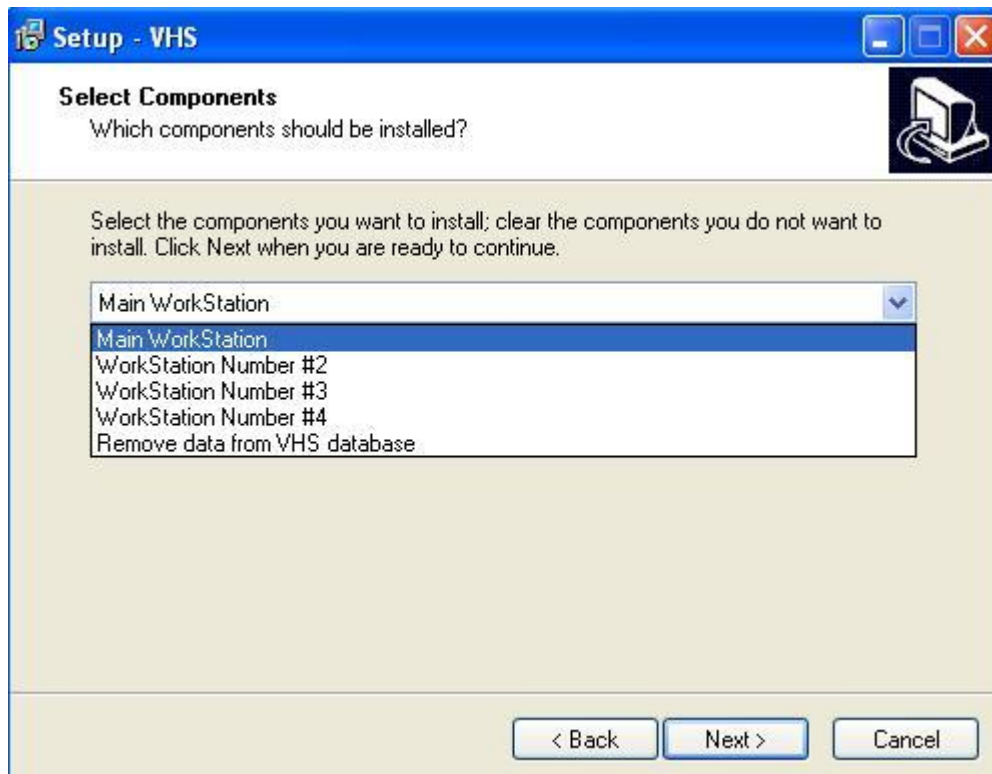 Setup - VHS
Select Components
Which components should be installed?
Select the components you want to install; clear the components you do not want to
install. Click Next when you are ready to continue.
Main WorkStation
Main WorkStation
WorkStation Number #2
WorkStation Number #3
WorkStation Number #4
Remove data from VHS database
< Back Next > Cancel